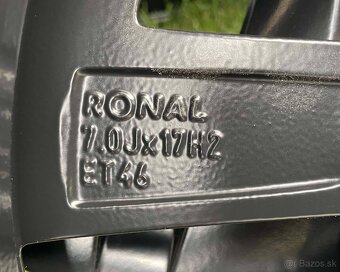 RONAL
7.0Jx17H2
ET46
Bazos.sk